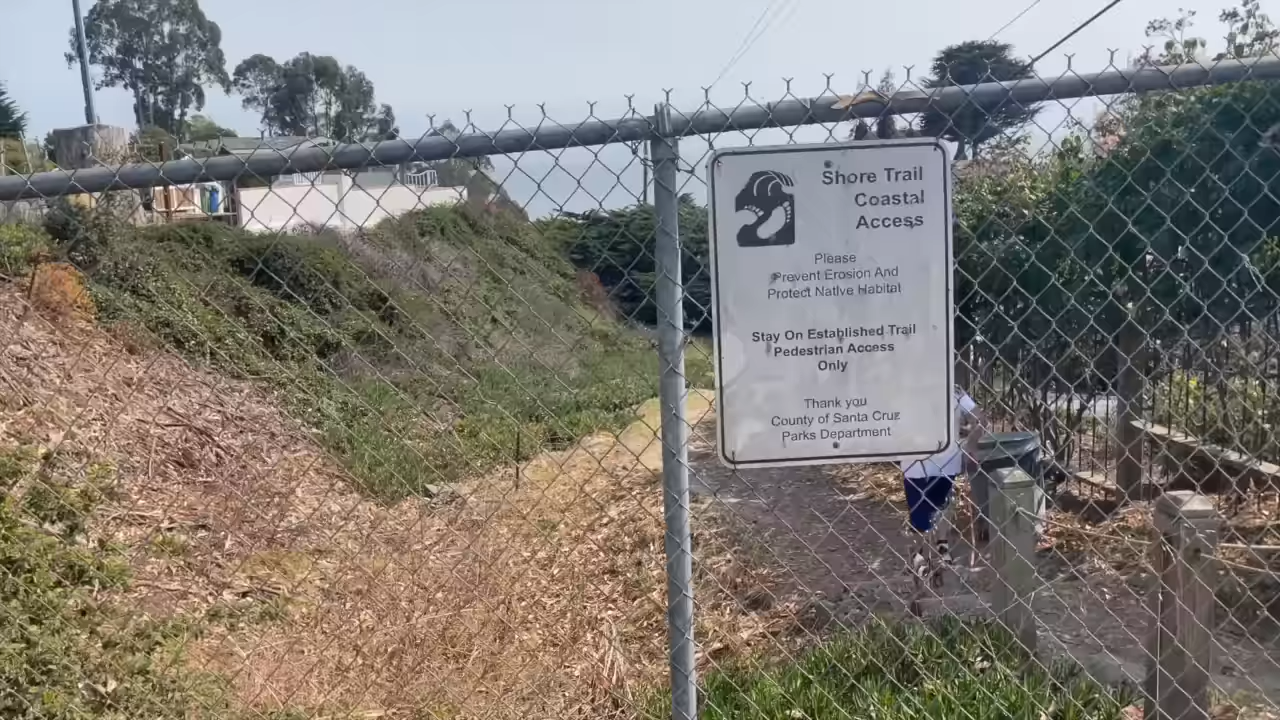 Shore Trail
Coastal
Access
Please
Prevent Erosion And
Protect Native Habitat
Stay On Established Trail
Pedestrian Access
Only
Thank you
County of Santa Cruz
Parks Department